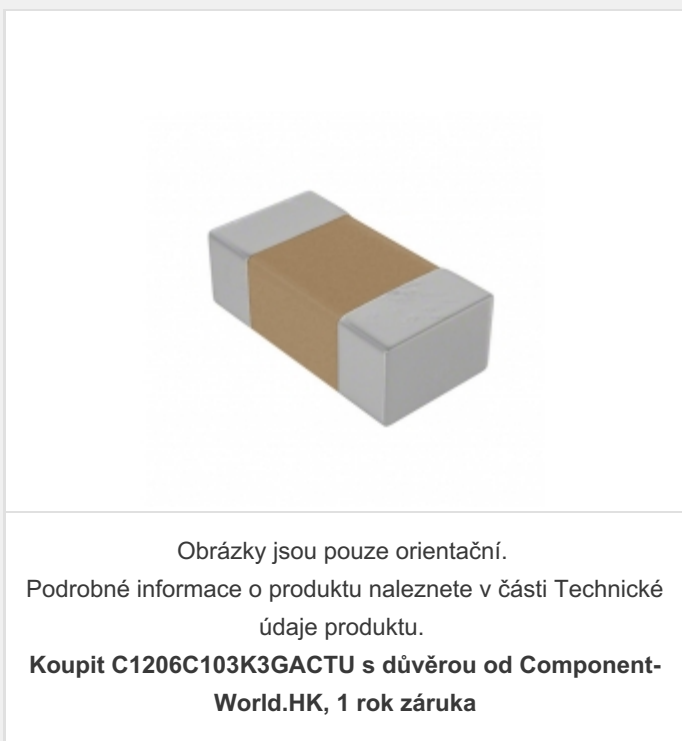 Obrázky jsou pouze orientační.
Podrobné informace o produktu naleznete v části Technické
údaje produktu.
Koupit C1206C103K3GACTU s důvěrou od Component-
World.HK, 1 rok záruka